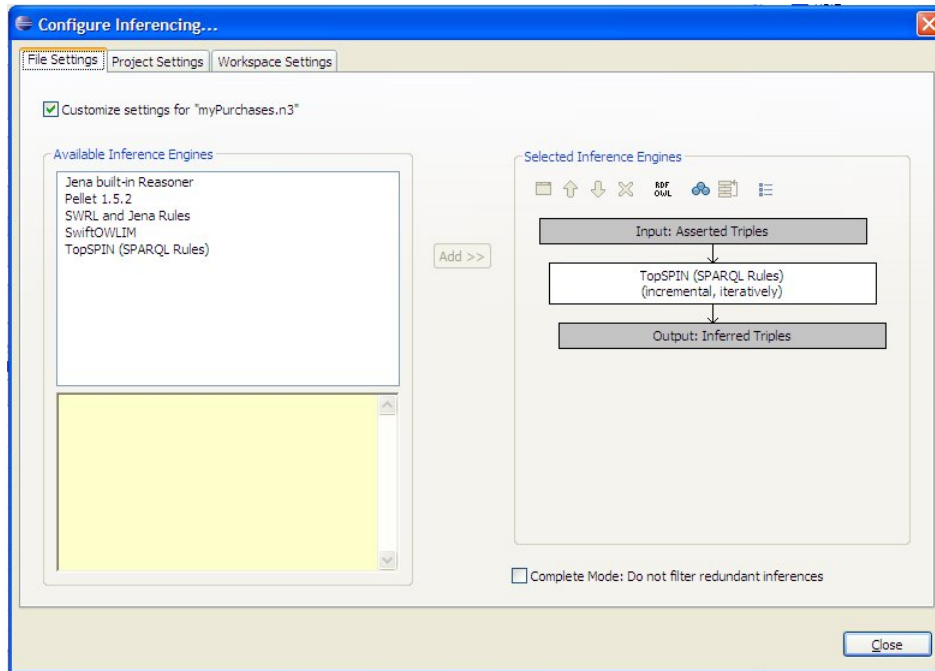 Configure Inferencing...
File Settings
Project Settings
Workspace Settings
Customize settings for "myPurchases.n3"
Available Inference Engines
Jena built-in Reasoner
Pellet 1.5.2
SWRL and Jena Rules
SwiftOWLIM
TopSPIN (SPARQL Rules)
Add >>
Selected Inference Engines
RDF
OWL
Input: Asserted Triples
TopSPIN (SPARQL Rules)
(incremental, iteratively)
Output: Inferred Triples
Complete Mode: Do not filter redundant inferences
Close